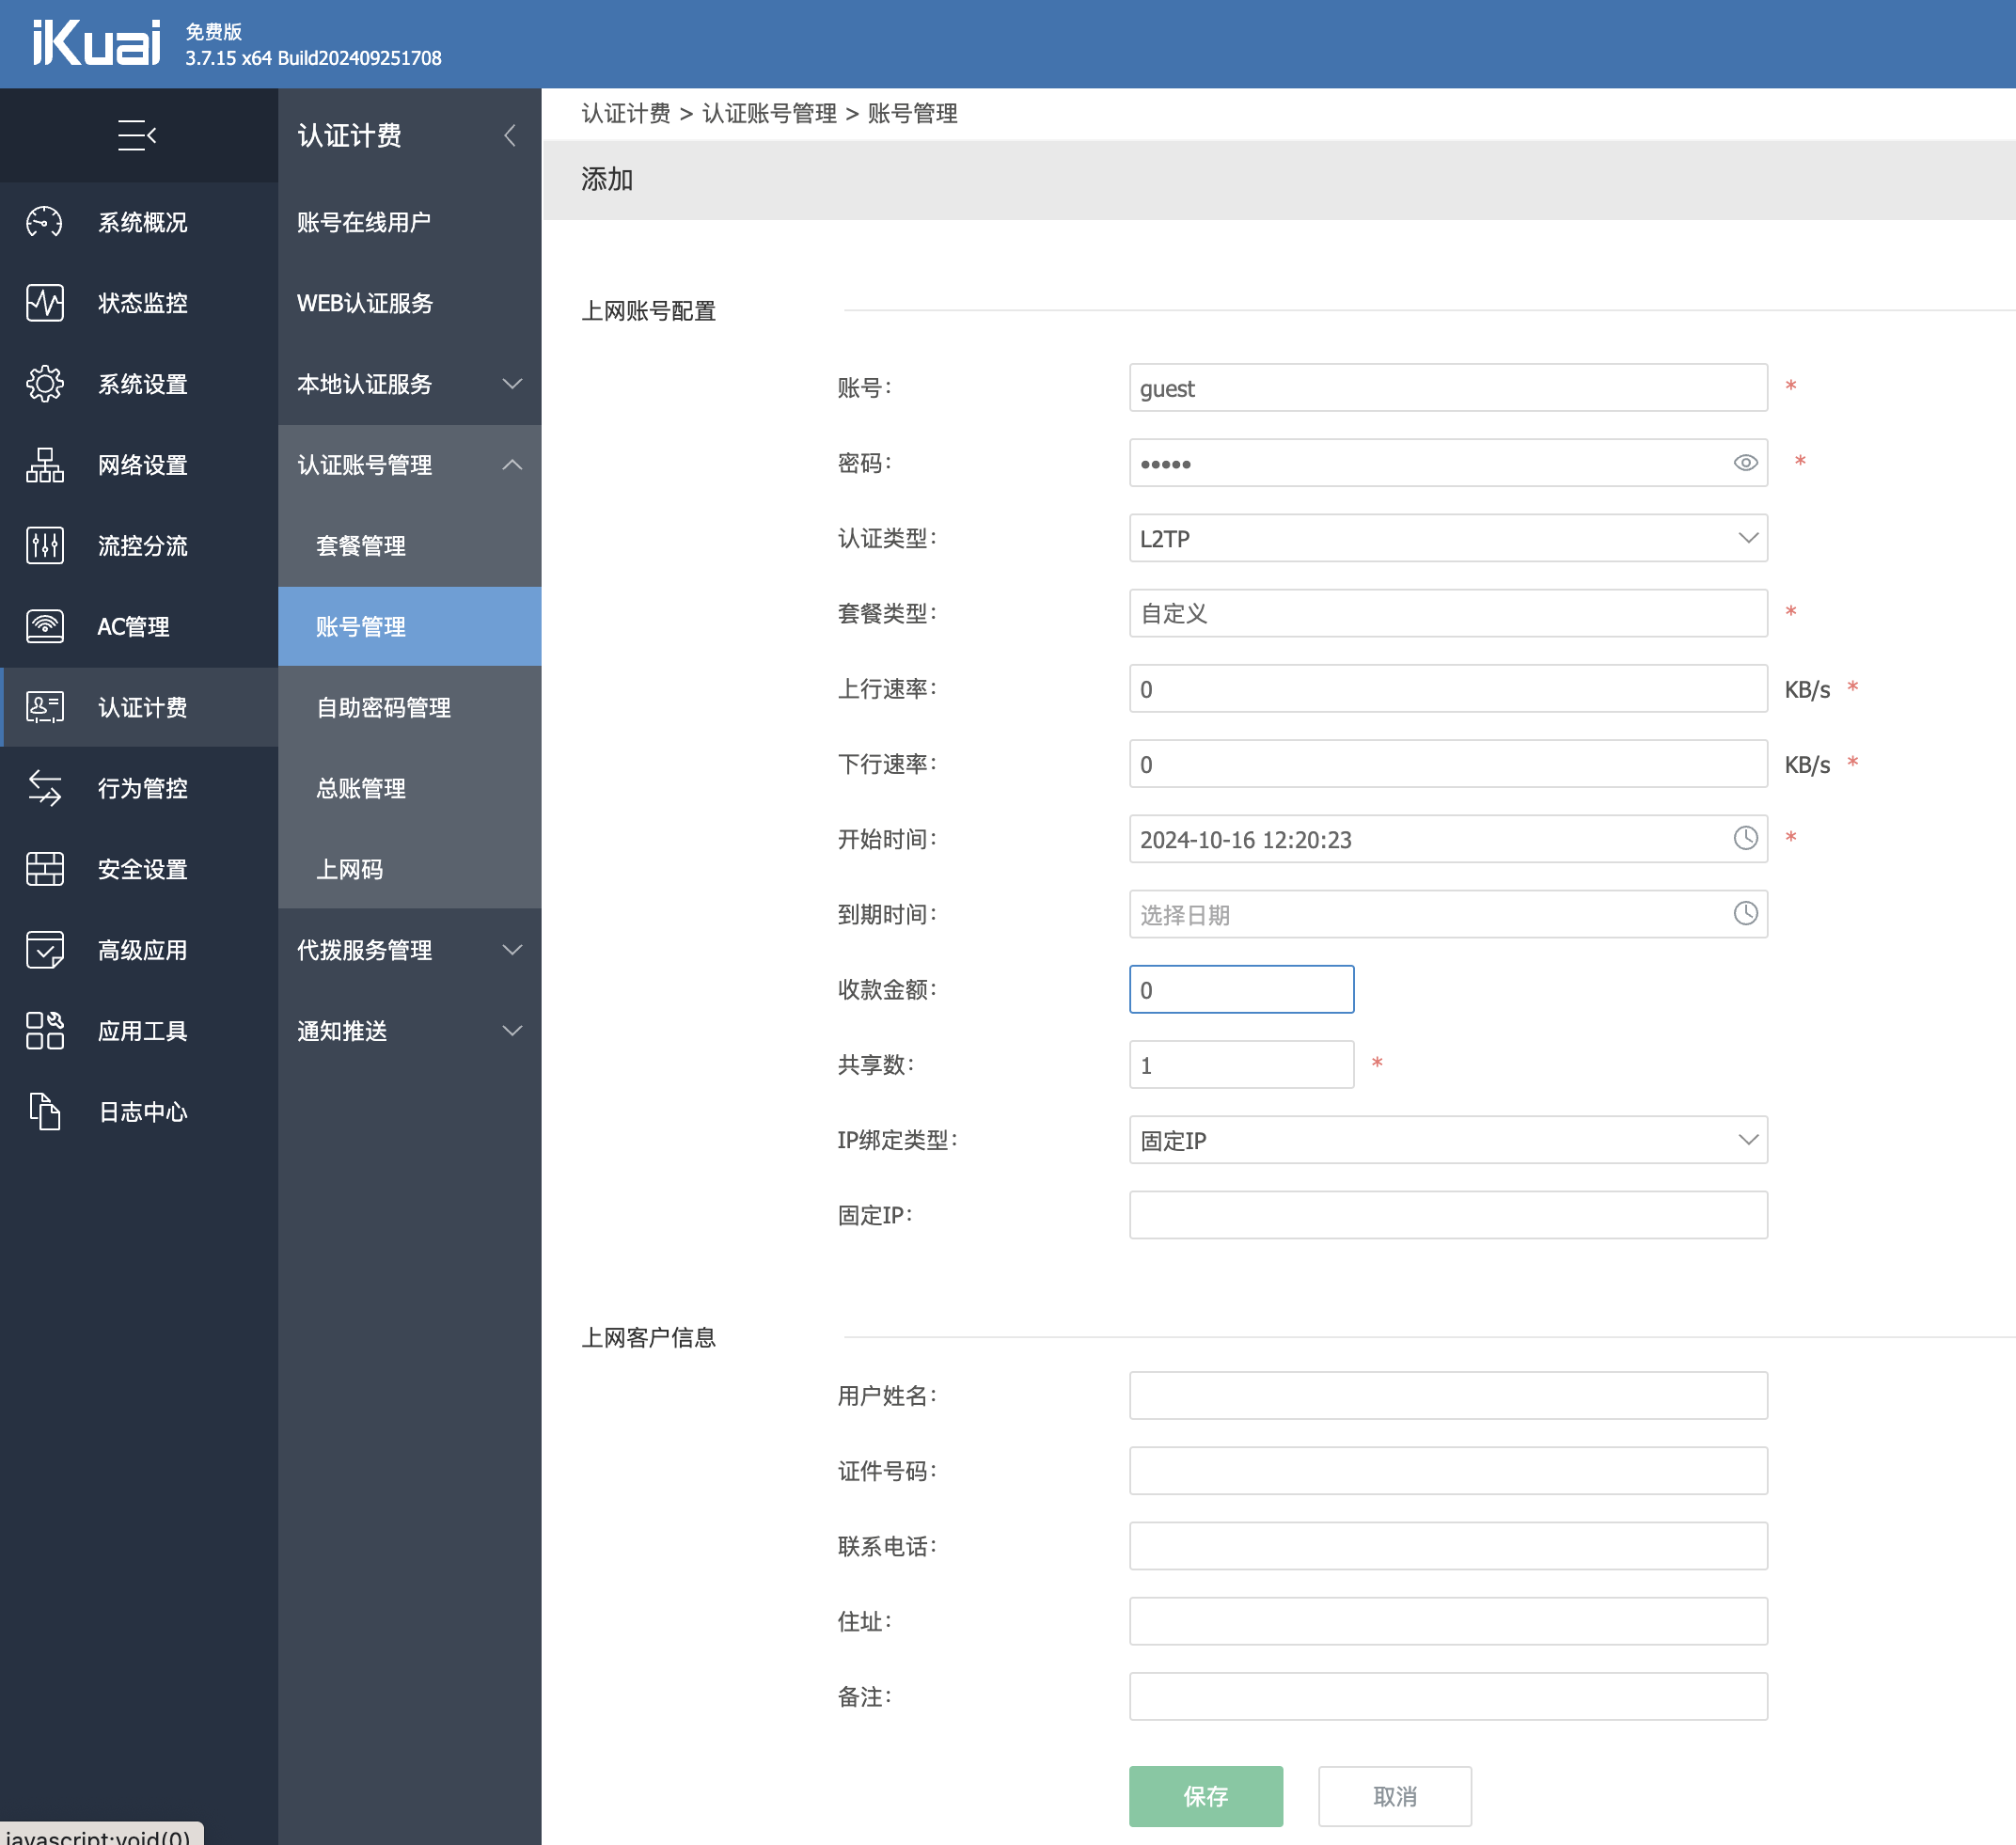 iKuai
免费版
3.7.15 x64 Build202409251708
系统概况
状态监控
系统设置
网络设置
流控分流
AC管理
认证计费
行为管控
安全设置
高级应用
应用工具
日志中心
认证计费
账号在线用户
WEB认证服务
本地认证服务
认证账号管理
套餐管理
账号管理
自助密码管理
总账管理
上网码
代拨服务管理
通知推送
认证计费 > 认证账号管理 > 账号管理
添加
上网账号配置
账号: guest *
密码: ••••• *
认证类型: L2TP
套餐类型: 自定义 *
上行速率: 0 KB/s *
下行速率: 0 KB/s *
开始时间: 2024-10-16 12:20:23 *
到期时间: 选择日期
收款金额: 0
共享数: 1 *
IP绑定类型: 固定IP
固定IP:
上网客户信息
用户姓名:
证件号码:
联系电话:
住址:
备注:
保存 取消
javascript:void(0)